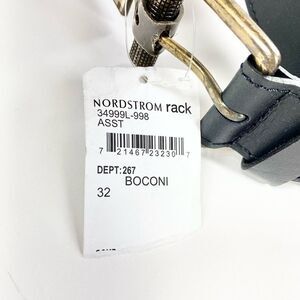 NORDSTROM rack
34999L-998
ASST
7 21467 23230 7
DEPT:267
BOCONI
32